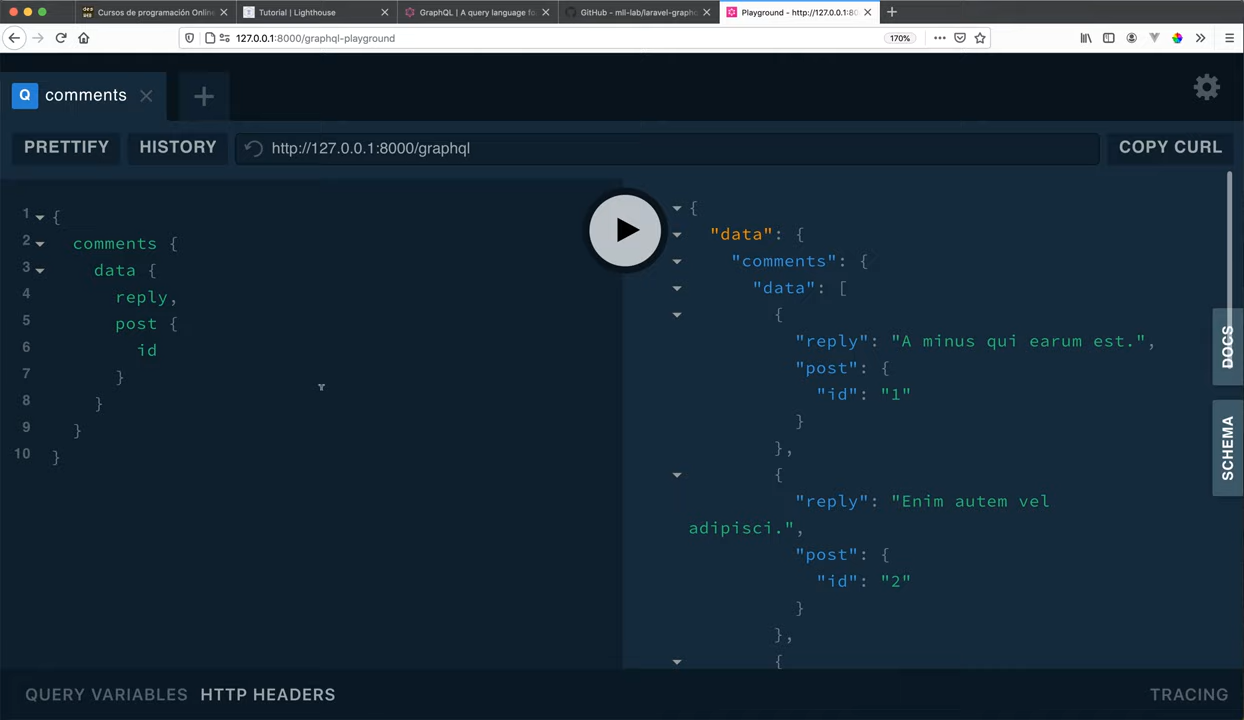 Cursos de programación Online
Tutorial | Lighthouse
GraphQL | A query language fo
GitHub - mll-lab/laravel-graphq
Playground - http://127.0.0.1:80
127.0.0.1:8000/graphql-playground
170%
Q comments
PRETTIFY
HISTORY
http://127.0.0.1:8000/graphql
COPY CURL
1 {
2 comments {
3 data {
4 reply,
5 post {
6 id
7 }
8 }
9 }
10 }
{
"data": {
"comments": {
"data": [
{
"reply": "A minus qui earum est.",
"post": {
"id": "1"
}
},
{
"reply": "Enim autem vel
adipisci.",
"post": {
"id": "2"
}
},
{
DOCS
SCHEMA
QUERY VARIABLES
HTTP HEADERS
TRACING